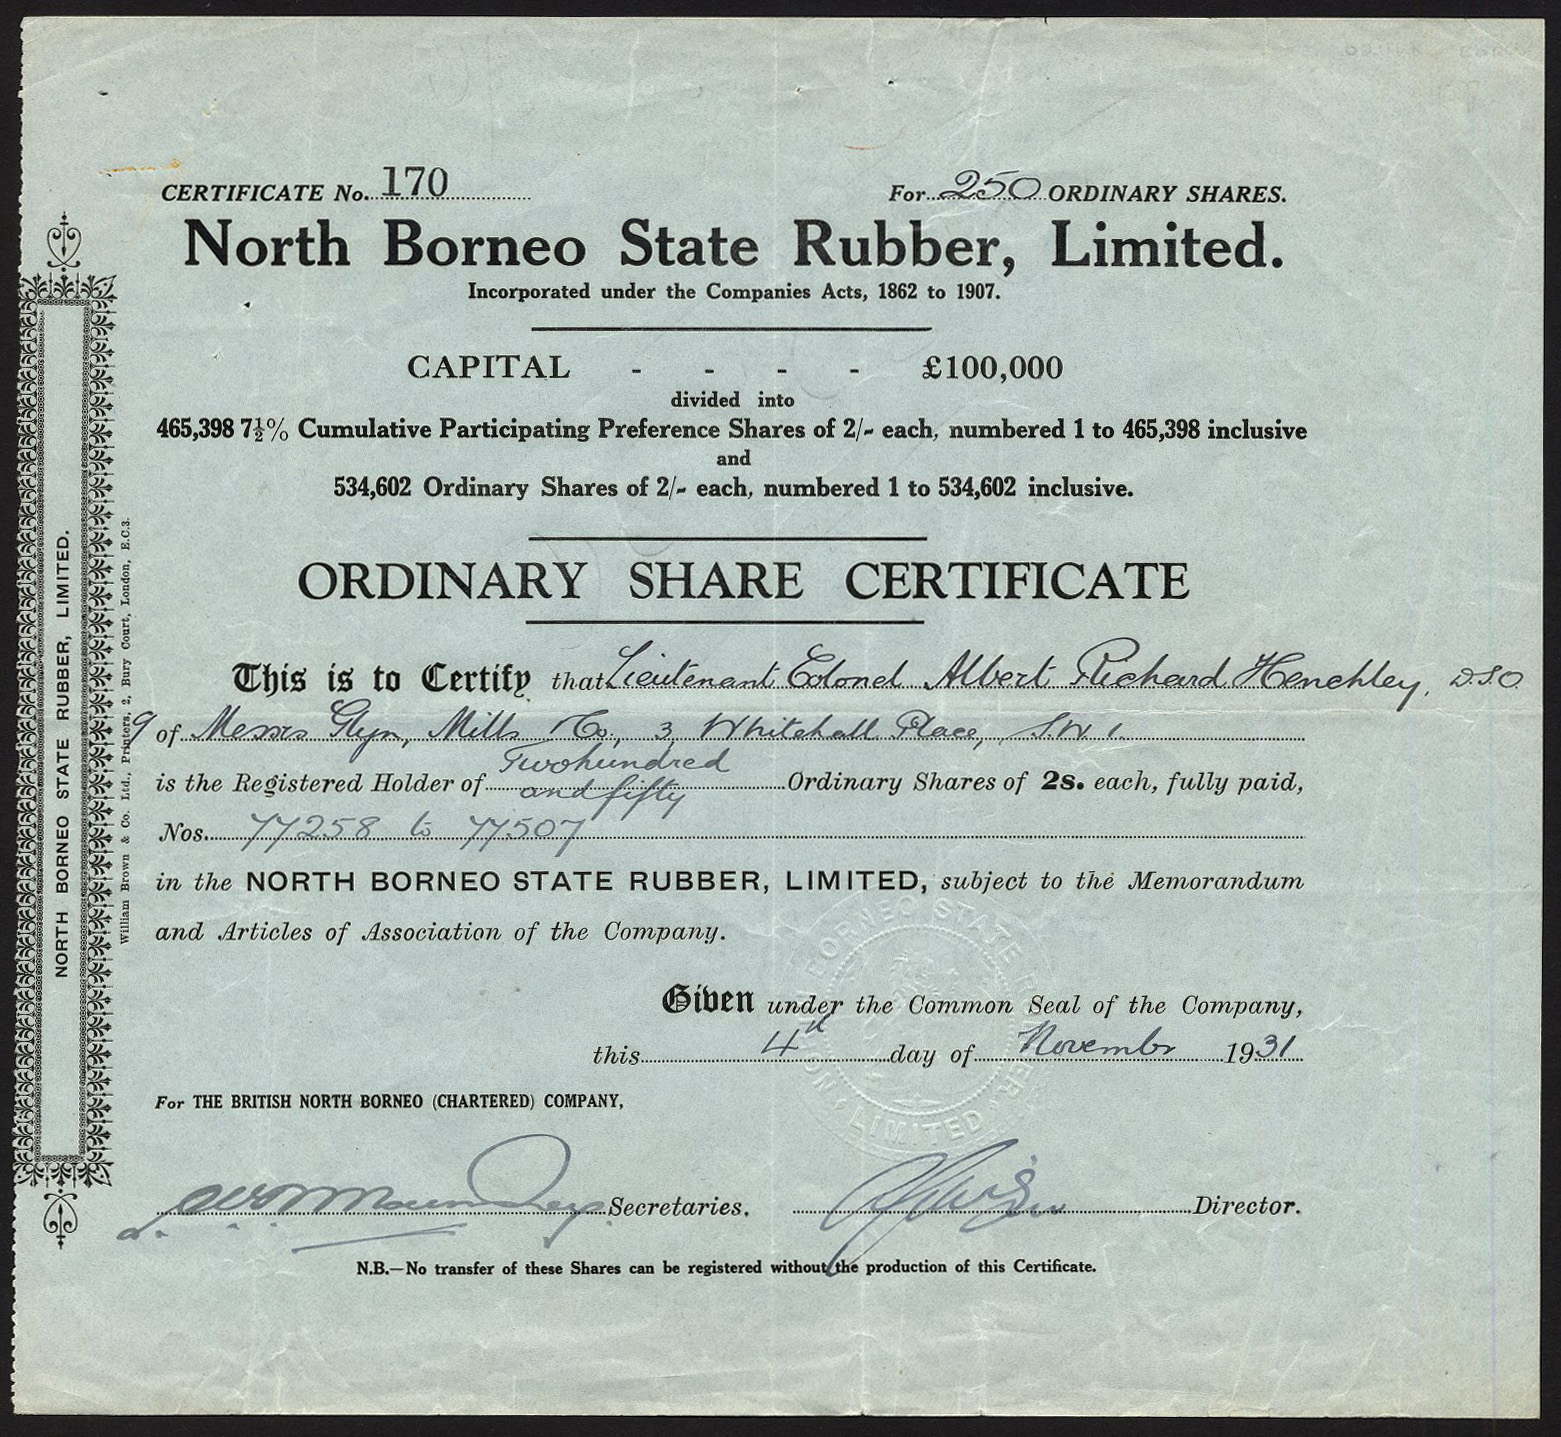 CERTIFICATE No. 170
For 250 ORDINARY SHARES.
North Borneo State Rubber, Limited.
Incorporated under the Companies Acts, 1862 to 1907.
CAPITAL - - - - £100,000
divided into
465,398 7½% Cumulative Participating Preference Shares of 2/- each, numbered 1 to 465,398 inclusive
and
534,602 Ordinary Shares of 2/- each, numbered 1 to 534,602 inclusive.
ORDINARY SHARE CERTIFICATE
This is to Certify that Lieutenant Colonel Albert Richard Henchley, D.S.O
of Messrs Glyn, Mills & Co., 3, Whitehall Place, S.W.1.
is the Registered Holder of Two hundred and fifty Ordinary Shares of 2s. each, fully paid,
Nos. 77258 to 77507
in the NORTH BORNEO STATE RUBBER, LIMITED, subject to the Memorandum
and Articles of Association of the Company.
Given under the Common Seal of the Company,
this 4th day of November 1931
For THE BRITISH NORTH BORNEO (CHARTERED) COMPANY,
Secretaries.
Director.
N.B.—No transfer of these Shares can be registered without the production of this Certificate.
NORTH BORNEO STATE RUBBER, LIMITED.
William Brown & Co. Ltd., Printers, 2, Bury Court, London, E.C.3.
NORTH BORNEO STATE RUBBER LIMITED